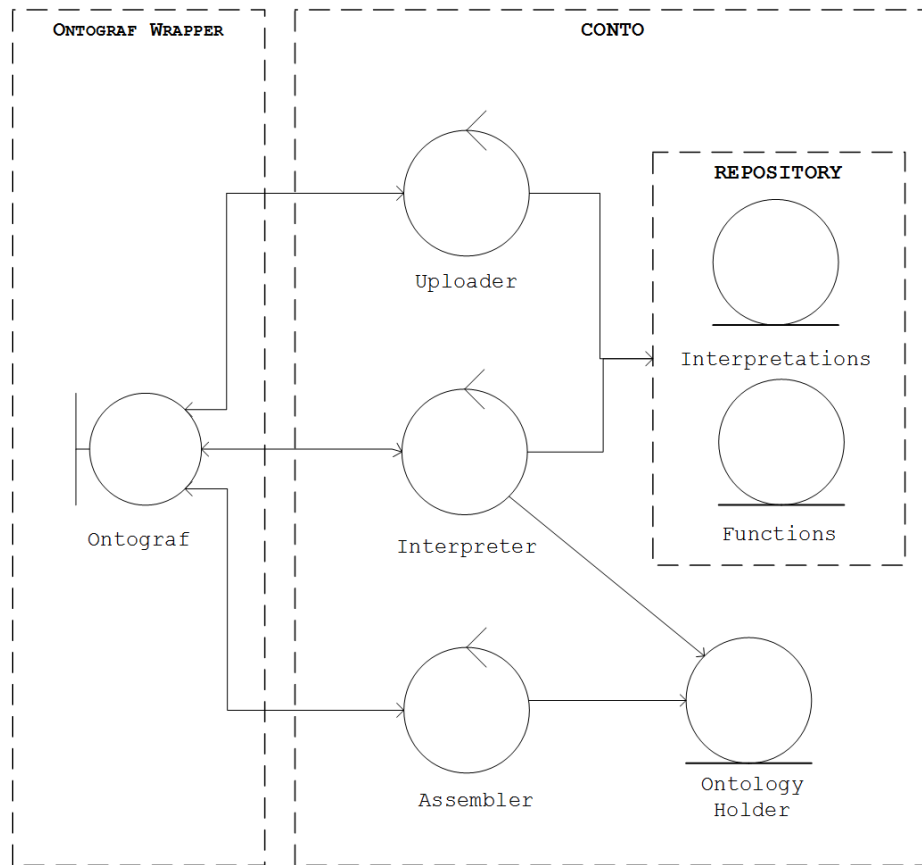 ONTOGRAF WRAPPER
CONTO
REPOSITORY
Uploader
Interpretations
Ontograf
Interpreter
Functions
Assembler
Ontology
Holder